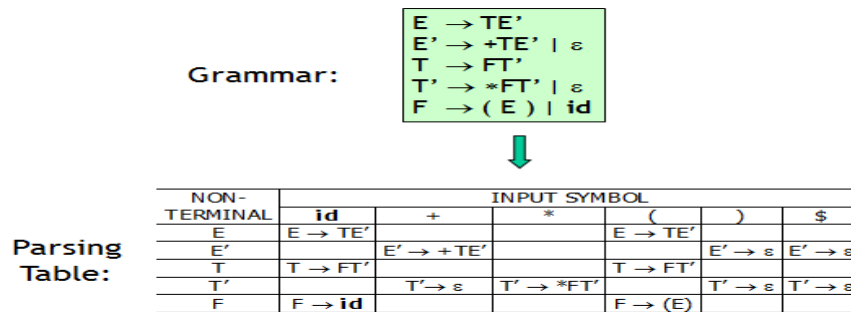 Grammar:
E → TE’
E’ → +TE’ | ε
T → FT’
T’ → *FT’ | ε
F → ( E ) | id
Parsing
Table:
NON-
TERMINAL
INPUT SYMBOL
id + * ( ) $
E E → TE′ E → TE′
E′ E′ → +TE′ E′ → ε E′ → ε
T T → FT′ T → FT′
T′ T′→ ε T′ → *FT′ T′ → ε T′ → ε
F F → id F → (E)